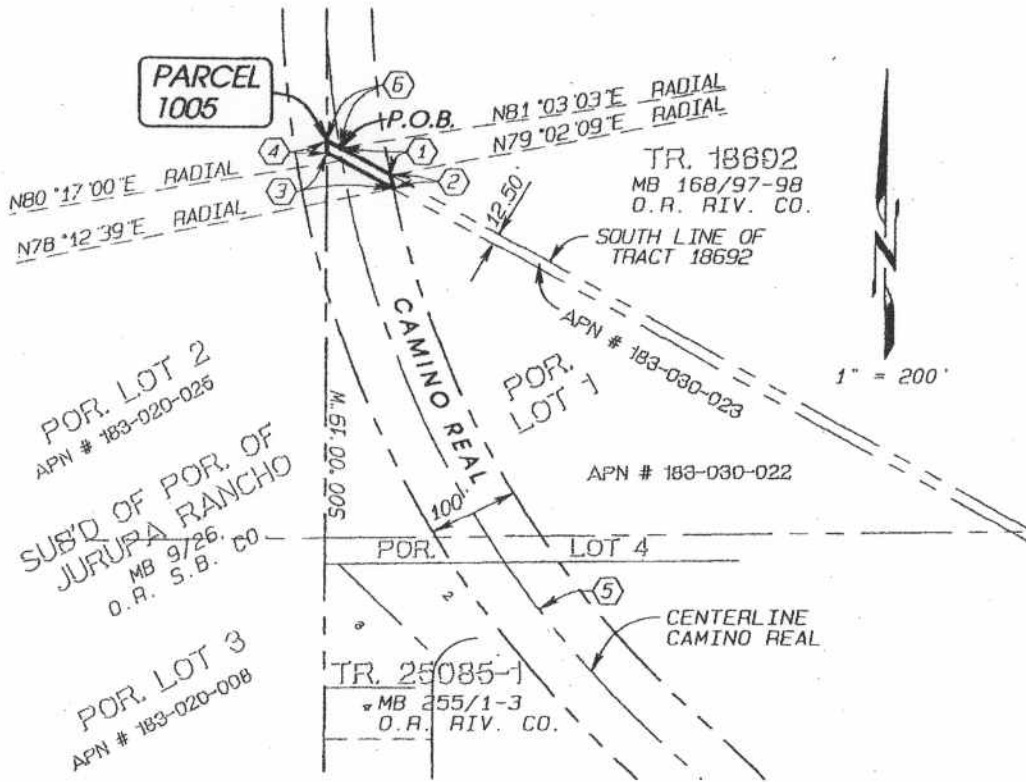 PARCEL
1005
6
P.O.B.
1
2
4
3
N81°03'03"E RADIAL
N79°02'09"E RADIAL
N80°17'00"E RADIAL
N78°12'39"E RADIAL
TR. 18692
MB 168/97-98
O.R. RIV. CO.
12.50'
SOUTH LINE OF
TRACT 18692
APN # 183-030-023
1" = 200'
CAMINO REAL
POR.
LOT 1
POR. LOT 2
APN # 183-020-025
S00°00'19"W
APN # 183-030-022
SUB'D OF POR. OF
JURUPA RANCHO
MB 9/26,
O.R. S.B. CO
100'
POR. LOT 4
5
CENTERLINE
CAMINO REAL
2
POR. LOT 3
APN # 183-020-008
TR. 25085-1
MB 255/1-3
O.R. RIV. CO.